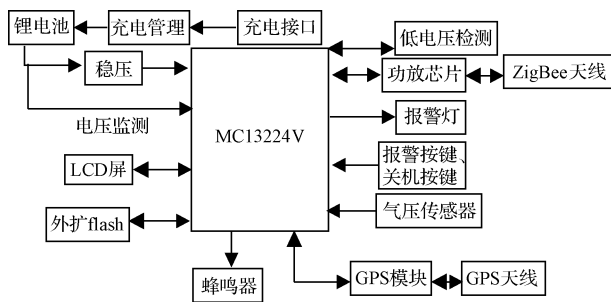 锂电池
充电管理
充电接口
低电压检测
稳压
功放芯片
ZigBee天线
电压监测
MC13224V
报警灯
LCD屏
报警按键、
关机按键
外扩flash
气压传感器
蜂鸣器
GPS模块
GPS天线